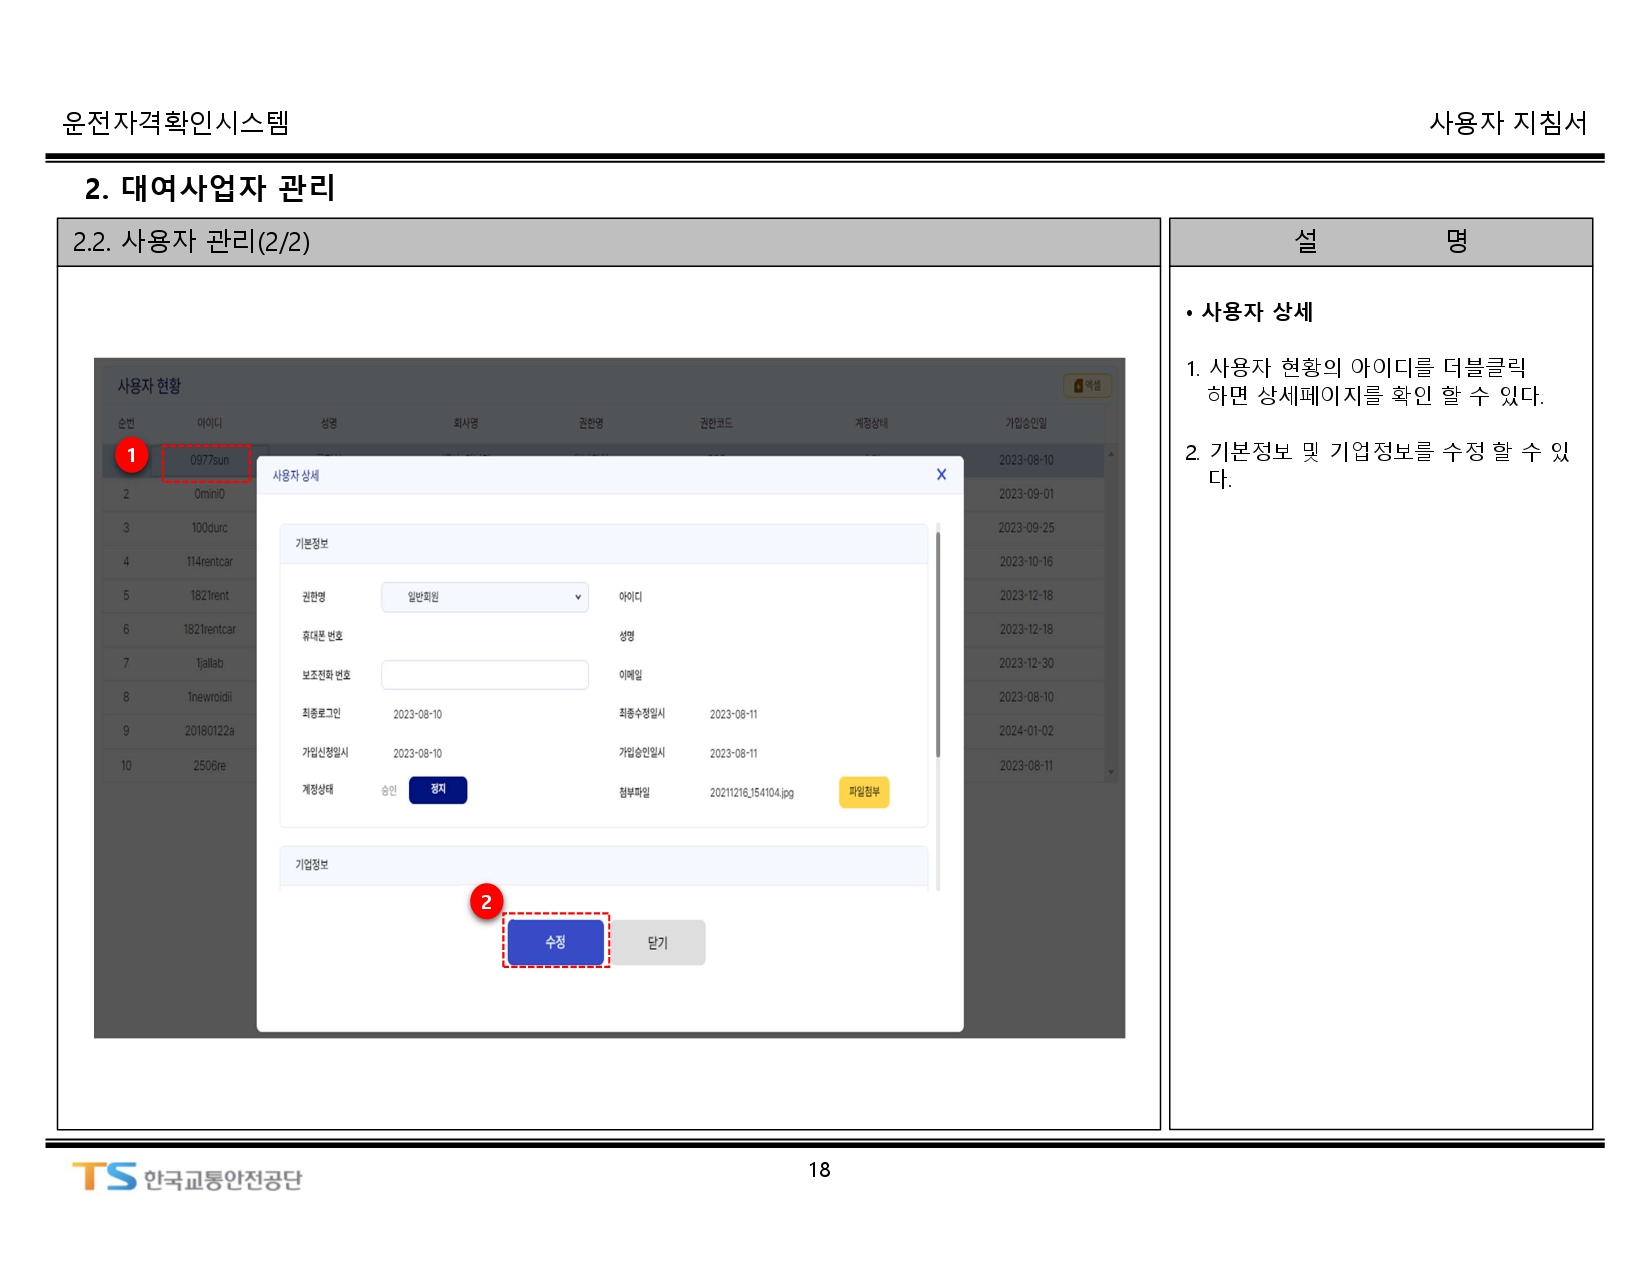 운전자격확인시스템
사용자 지침서
2. 대여사업자 관리
2.2. 사용자 관리(2/2)
사용자 현황
엑셀
순번 아이디 성명 회사명 권한명 권한코드 계정상태 가입승인일
1
0977sun 2023-08-10
2 0mini0 2023-09-01
3 100durc 2023-09-25
4 114rentcar 2023-10-16
5 1821rent 2023-12-18
6 1821rentcar 2023-12-18
7 1jallab 2023-12-30
8 1newroidii 2023-08-10
9 20180122a 2024-01-02
10 2506re 2023-08-11
사용자 상세 X
기본정보
권한명 일반회원 아이디
휴대폰 번호 성명
보조전화 번호 이메일
최종로그인 2023-08-10 최종수정일시 2023-08-11
가입신청일시 2023-08-10 가입승인일시 2023-08-11
계정상태 승인 정지 첨부파일 20211216_154104.jpg 파일첨부
기업정보
2
수정 닫기
설 명
• 사용자 상세
1. 사용자 현황의 아이디를 더블클릭
하면 상세페이지를 확인 할 수 있다.
2. 기본정보 및 기업정보를 수정 할 수 있
다.
TS 한국교통안전공단
18